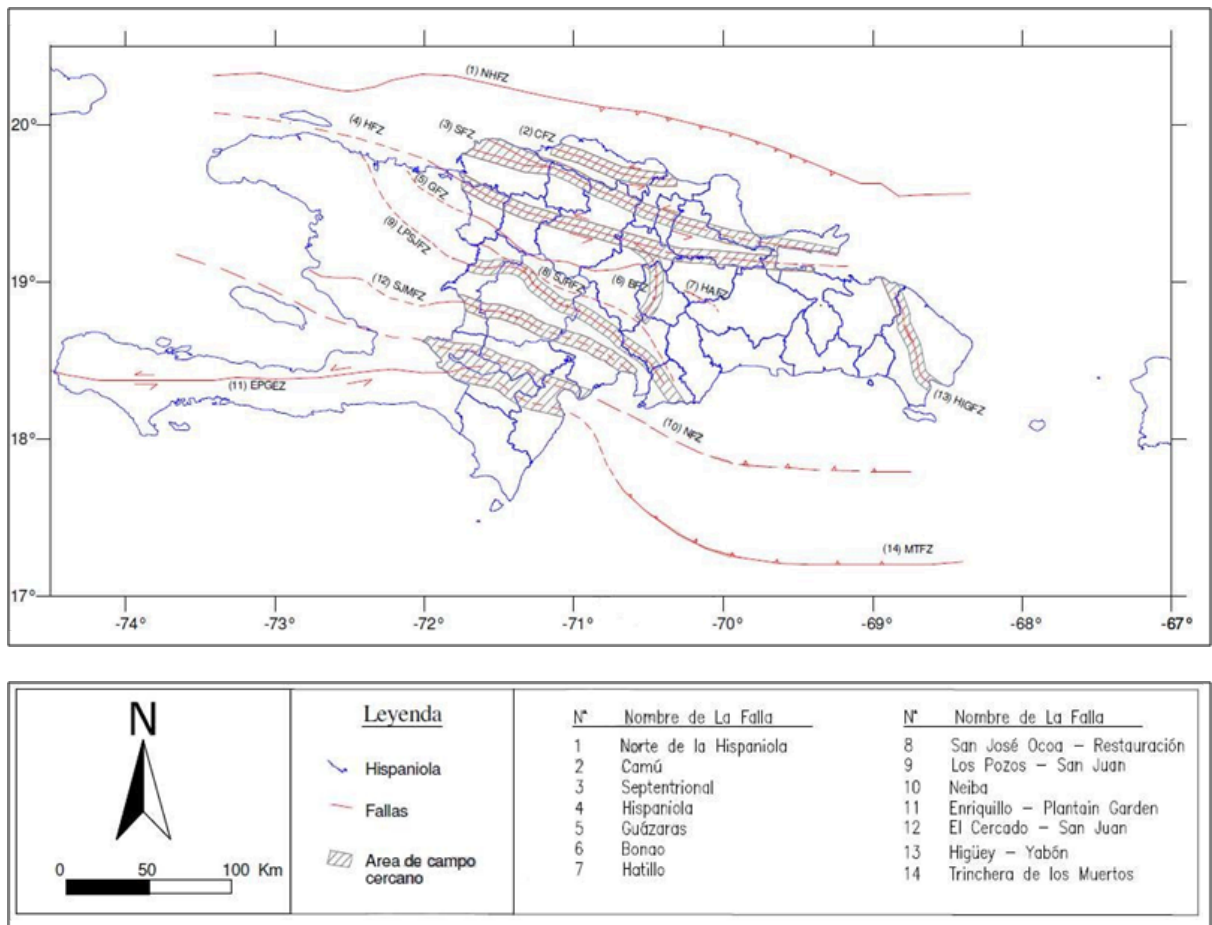 (1) NHFZ
(4) HFZ
(3) SFZ
(2) CFZ
20°
(5) GFZ
(9) LPSJFZ
19°
(8) SJRFZ
(6) BFZ
(7) HAFZ
(12) SJMFZ
(11) EPGEZ
(13) HIGFZ
18°
(10) NFZ
(14) MTFZ
17°
-74° -73° -72° -71° -70° -69° -68° -67°
N
0 50 100 Km
Leyenda
Hispaniola
Fallas
Area de campo
cercano
N° Nombre de La Falla
1 Norte de la Hispaniola
2 Camú
3 Septentrional
4 Hispaniola
5 Guázaras
6 Bonao
7 Hatillo
N° Nombre de La Falla
8 San José Ocoa – Restauración
9 Los Pozos – San Juan
10 Neiba
11 Enriquillo – Plantain Garden
12 El Cercado – San Juan
13 Higüey – Yabón
14 Trinchera de los Muertos